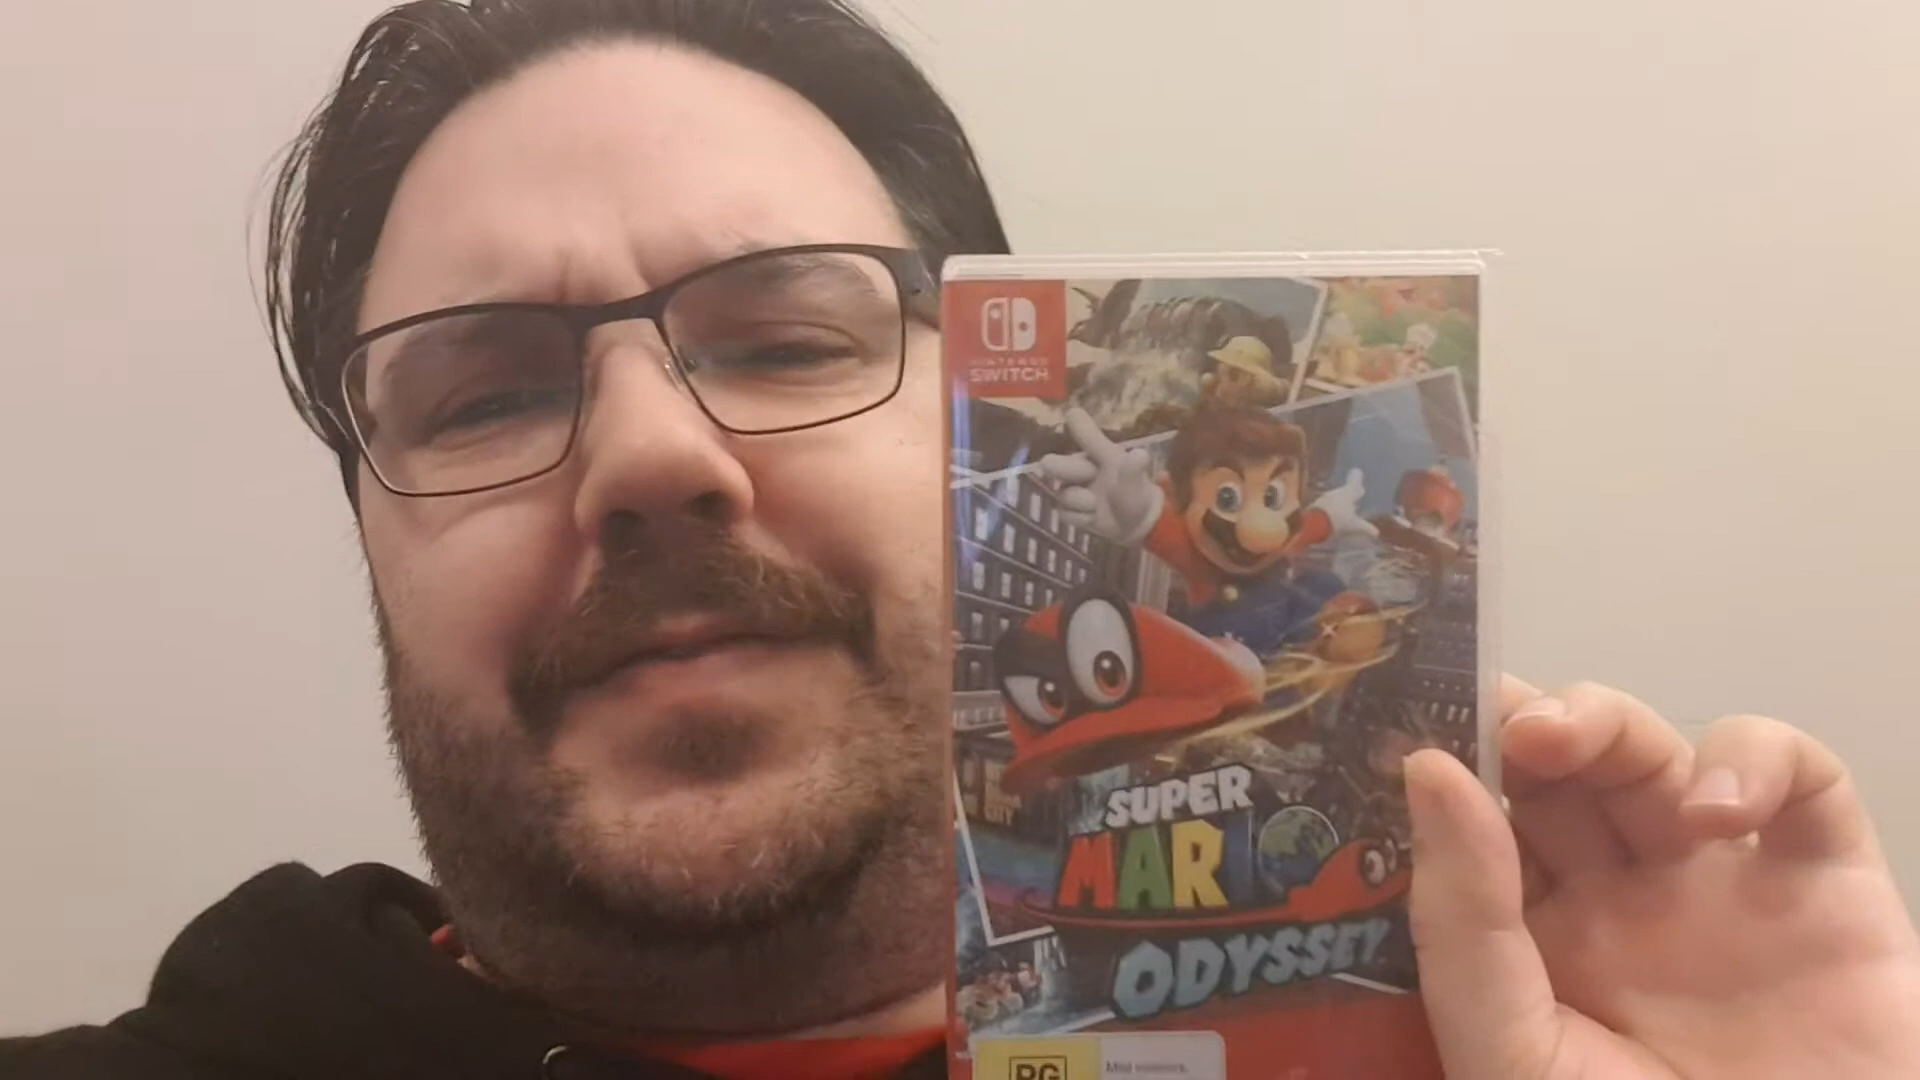 NINTENDO
SWITCH
SUPER
MARIO
ODYSSEY
PG
Mild violence.